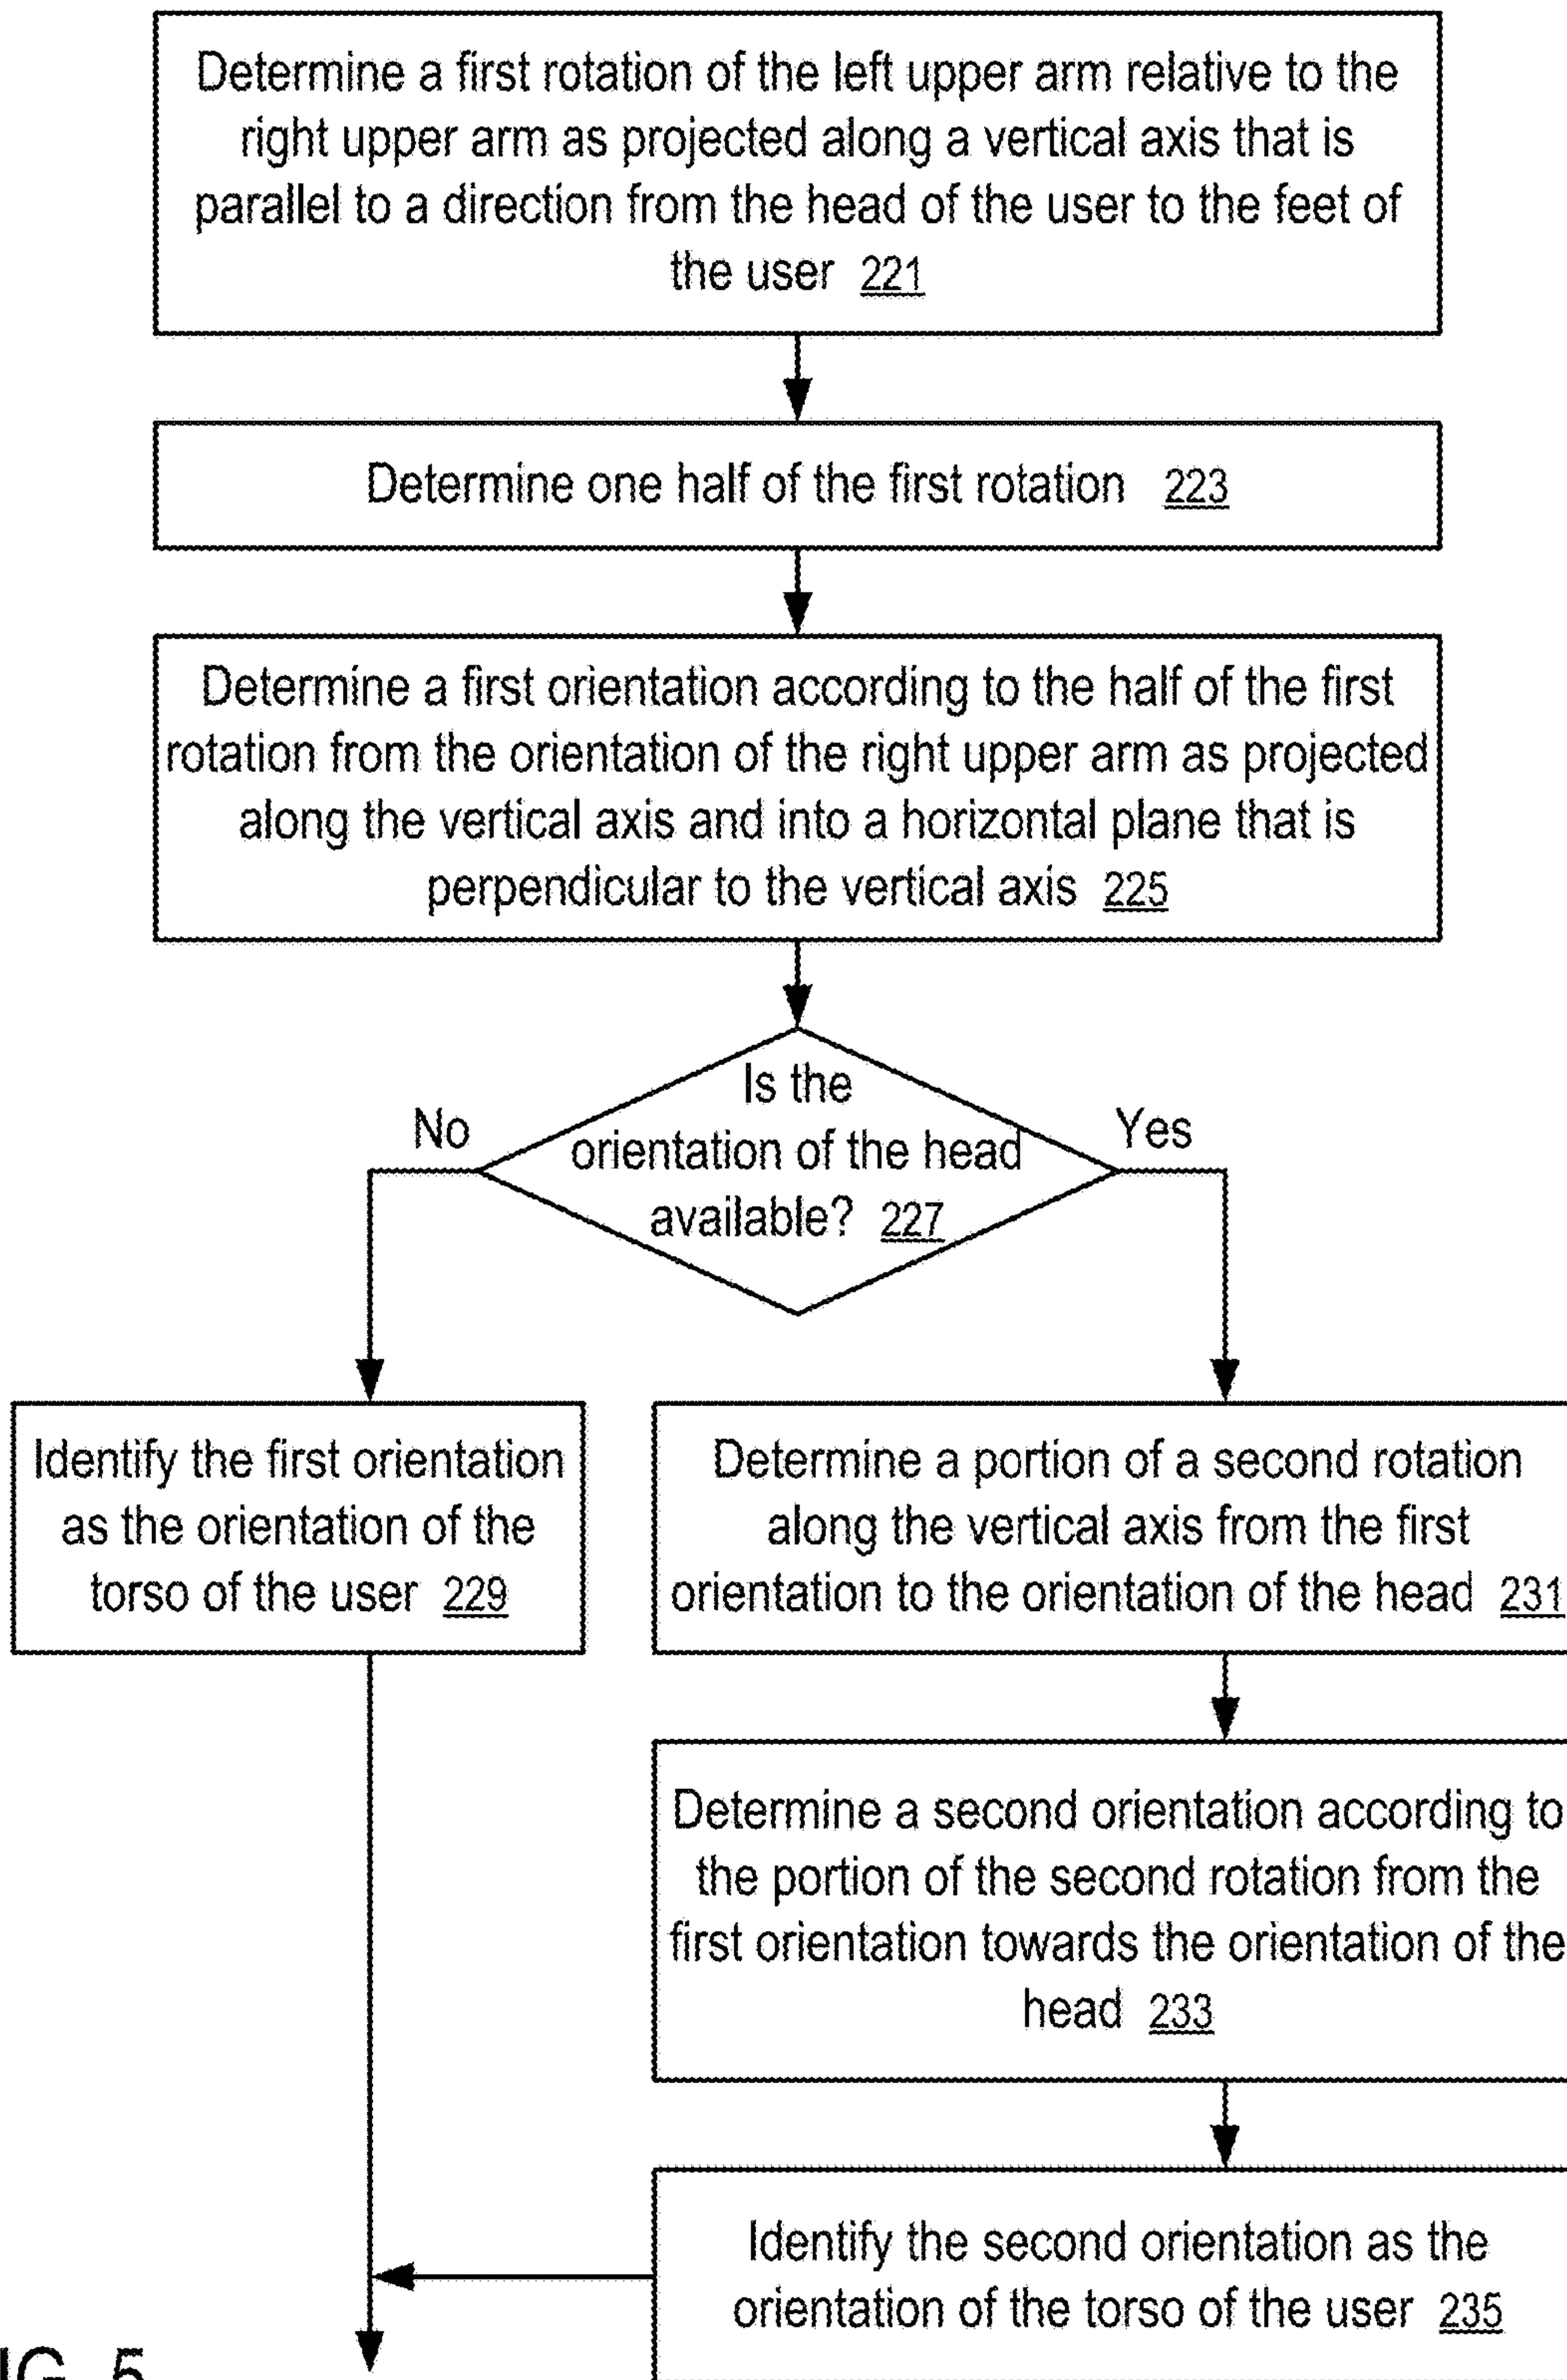 Determine a first rotation of the left upper arm relative to the
right upper arm as projected along a vertical axis that is
parallel to a direction from the head of the user to the feet of
the user 221
Determine one half of the first rotation 223
Determine a first orientation according to the half of the first
rotation from the orientation of the right upper arm as projected
along the vertical axis and into a horizontal plane that is
perpendicular to the vertical axis 225
Is the
orientation of the head
available? 227
No
Yes
Identify the first orientation
as the orientation of the
torso of the user 229
Determine a portion of a second rotation
along the vertical axis from the first
orientation to the orientation of the head 231
Determine a second orientation according to
the portion of the second rotation from the
first orientation towards the orientation of the
head 233
Identify the second orientation as the
orientation of the torso of the user 235